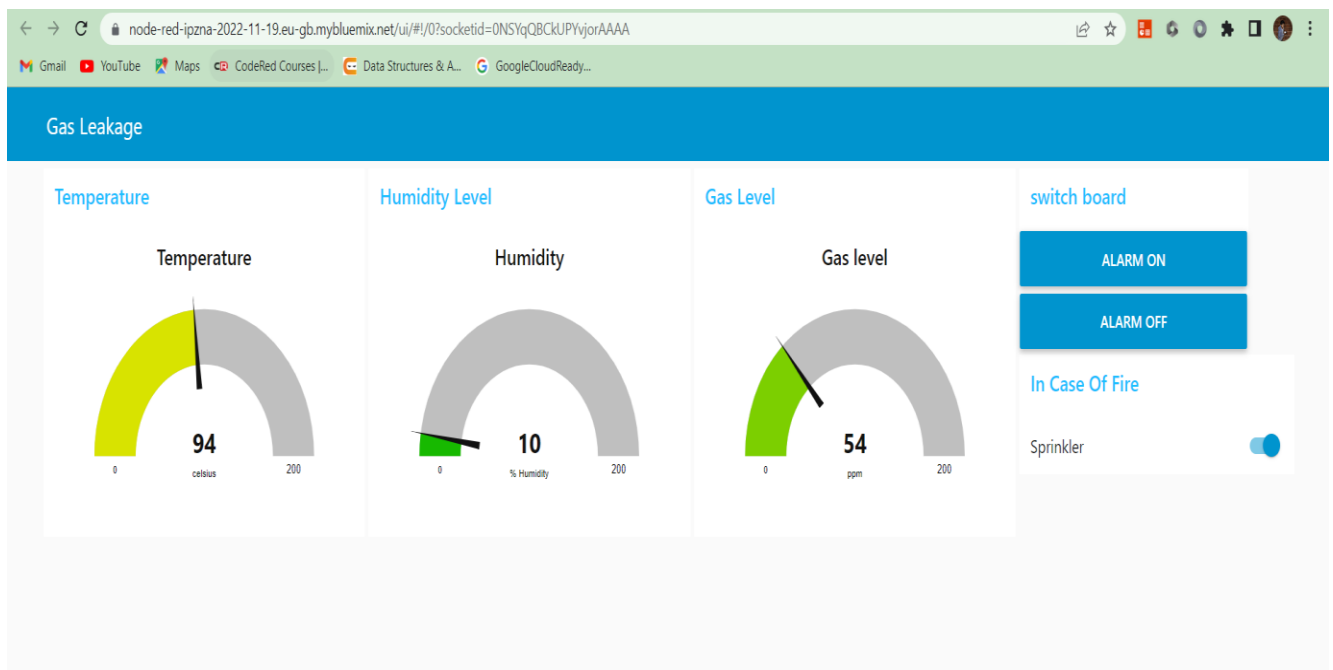 node-red-ipzna-2022-11-19.eu-gb.mybluemix.net/ui/#!/0?socketid=0NSYqQBCkUPYvjorAAAA
Gmail YouTube Maps CodeRed Courses |... Data Structures & A... GoogleCloudReady...
Gas Leakage
Temperature
Temperature
94
celsius
0
200
Humidity Level
Humidity
10
% Humidity
0
200
Gas Level
Gas level
54
ppm
0
200
switch board
ALARM ON
ALARM OFF
In Case Of Fire
Sprinkler